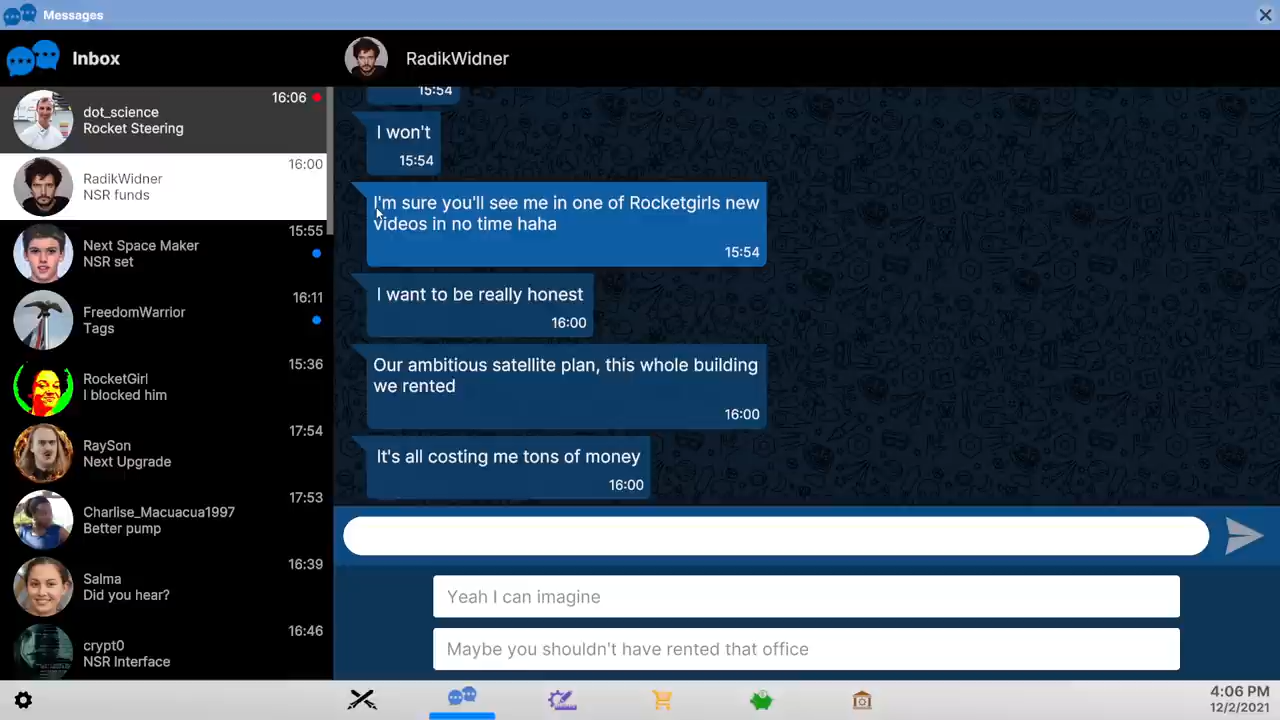 Messages
Inbox
RadikWidner
dot_science
Rocket Steering
16:06
RadikWidner
NSR funds
16:00
Next Space Maker
NSR set
15:55
FreedomWarrior
Tags
16:11
RocketGirl
I blocked him
15:36
RaySon
Next Upgrade
17:54
Charlise_Macuacua1997
Better pump
17:53
Salma
Did you hear?
16:39
crypt0
NSR Interface
16:46
15:54
I won't
15:54
I'm sure you'll see me in one of Rocketgirls new
videos in no time haha
15:54
I want to be really honest
16:00
Our ambitious satellite plan, this whole building
we rented
16:00
It's all costing me tons of money
16:00
Yeah I can imagine
Maybe you shouldn't have rented that office
4:06 PM
12/2/2021